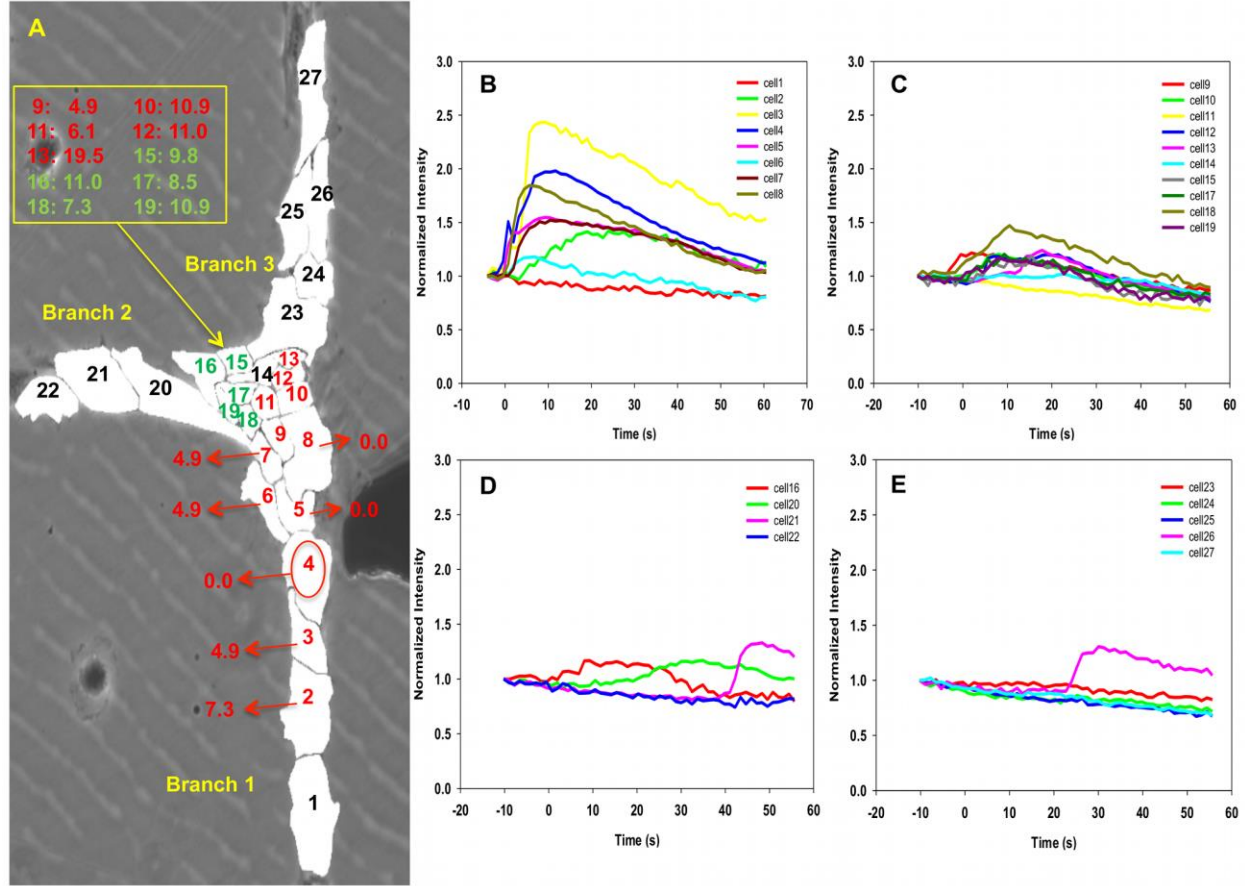 A
27
9: 4.9 10: 10.9
11: 6.1 12: 11.0
13: 19.5 15: 9.8
16: 11.0 17: 8.5
18: 7.3 19: 10.9
26
25
Branch 3
24
23
Branch 2
16 15 13
14 12
22 21 20 17 11 10
19 18
9 8 0.0
4.9 7
6
4.9 5 0.0
4
0.0
3
4.9
2
7.3
Branch 1
1
B
Normalized Intensity
3.0
2.5
2.0
1.5
1.0
0.5
0.0
cell1
cell2
cell3
cell4
cell5
cell6
cell7
cell8
-10 0 10 20 30 40 50 60 70
Time (s)
C
Normalized Intensity
3.0
2.5
2.0
1.5
1.0
0.5
0.0
cell9
cell10
cell11
cell12
cell13
cell14
cell15
cell17
cell18
cell19
-20 -10 0 10 20 30 40 50 60
Time (s)
D
Normalized Intensity
3.0
2.5
2.0
1.5
1.0
0.5
0.0
cell16
cell20
cell21
cell22
-20 -10 0 10 20 30 40 50 60
Time (s)
E
Normalized Intensity
3.0
2.5
2.0
1.5
1.0
0.5
0.0
cell23
cell24
cell25
cell26
cell27
-20 -10 0 10 20 30 40 50 60
Time (s)